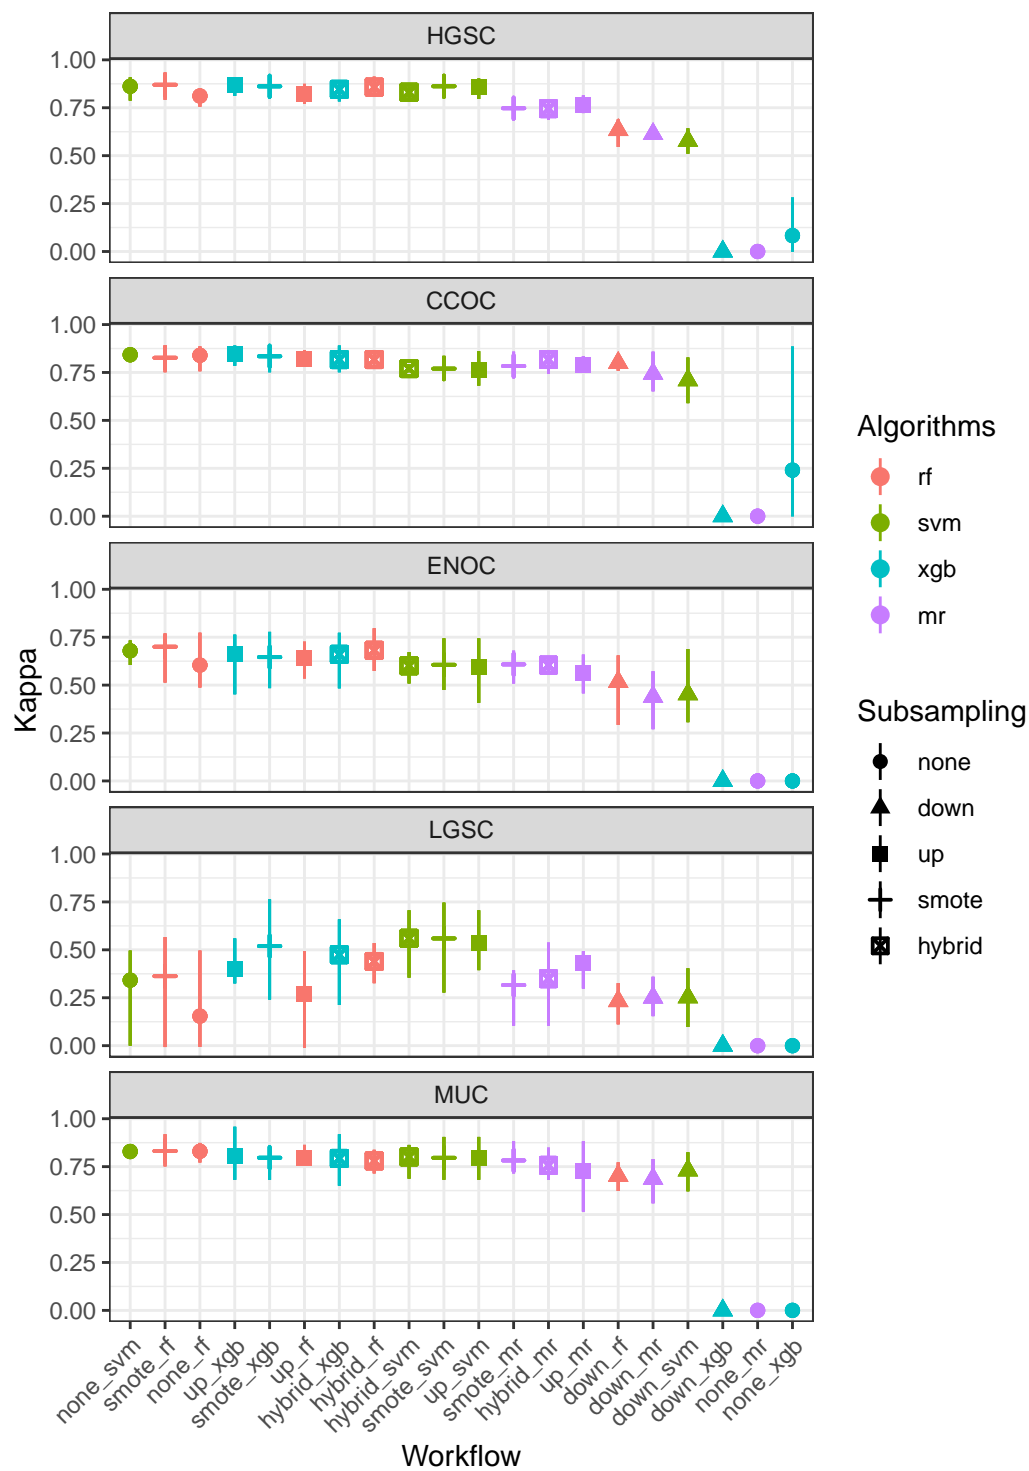 HGSC
1.00
0.75
0.50
0.25
0.00
CCOC
1.00
0.75
0.50
0.25
0.00
ENOC
1.00
0.75
0.50
0.25
0.00
LGSC
1.00
0.75
0.50
0.25
0.00
MUC
1.00
0.75
0.50
0.25
0.00
Kappa
none_svm
smote_rf
none_rf
up_xgb
smote_xgb
up_rf
hybrid_xgb
hybrid_rf
hybrid_svm
smote_svm
up_svm
smote_mr
hybrid_mr
up_mr
down_rf
down_mr
down_svm
down_xgb
none_mr
none_xgb
Workflow
Algorithms
rf
svm
xgb
mr
Subsampling
none
down
up
smote
hybrid